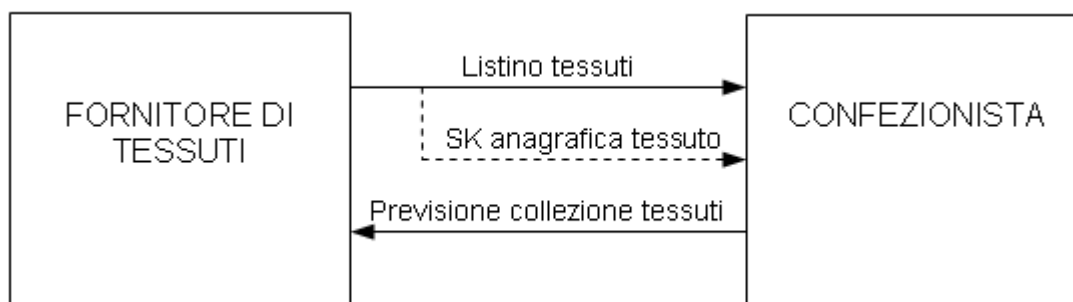 FORNITORE DI
TESSUTI
Listino tessuti
SK anagrafica tessuto
Previsione collezione tessuti
CONFEZIONISTA